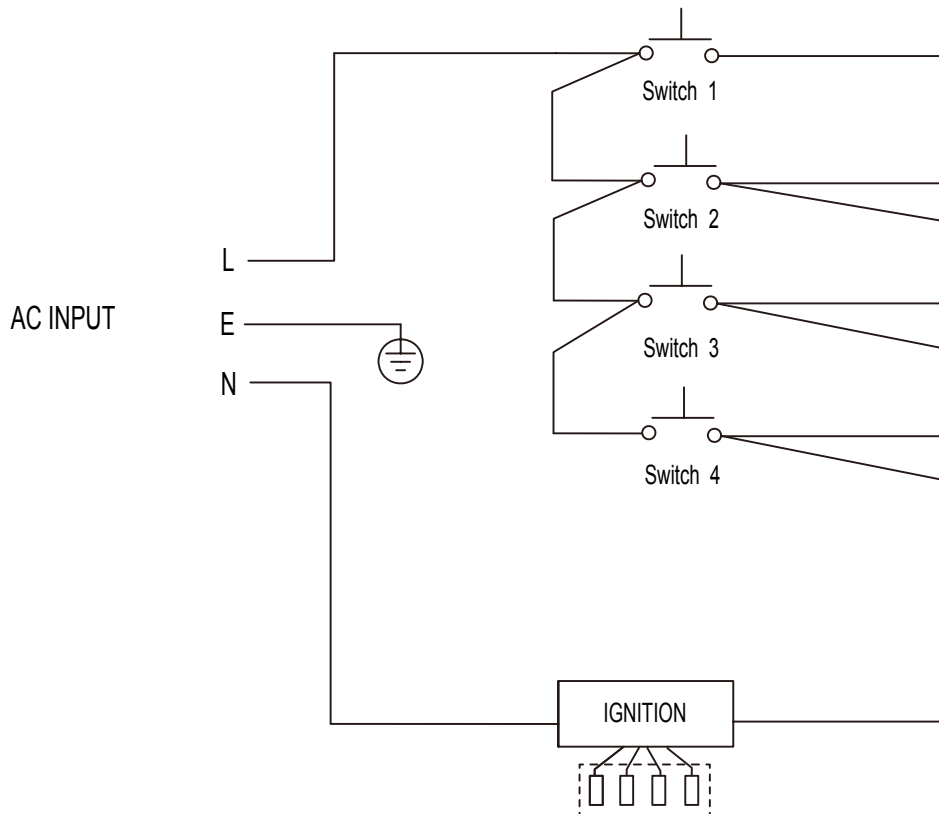 Switch 1
Switch 2
L
AC INPUT
E
Switch 3
N
Switch 4
IGNITION